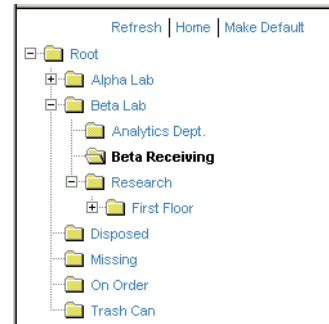 Refresh | Home | Make Default
Root
Alpha Lab
Beta Lab
Analytics Dept.
Beta Receiving
Research
First Floor
Disposed
Missing
On Order
Trash Can